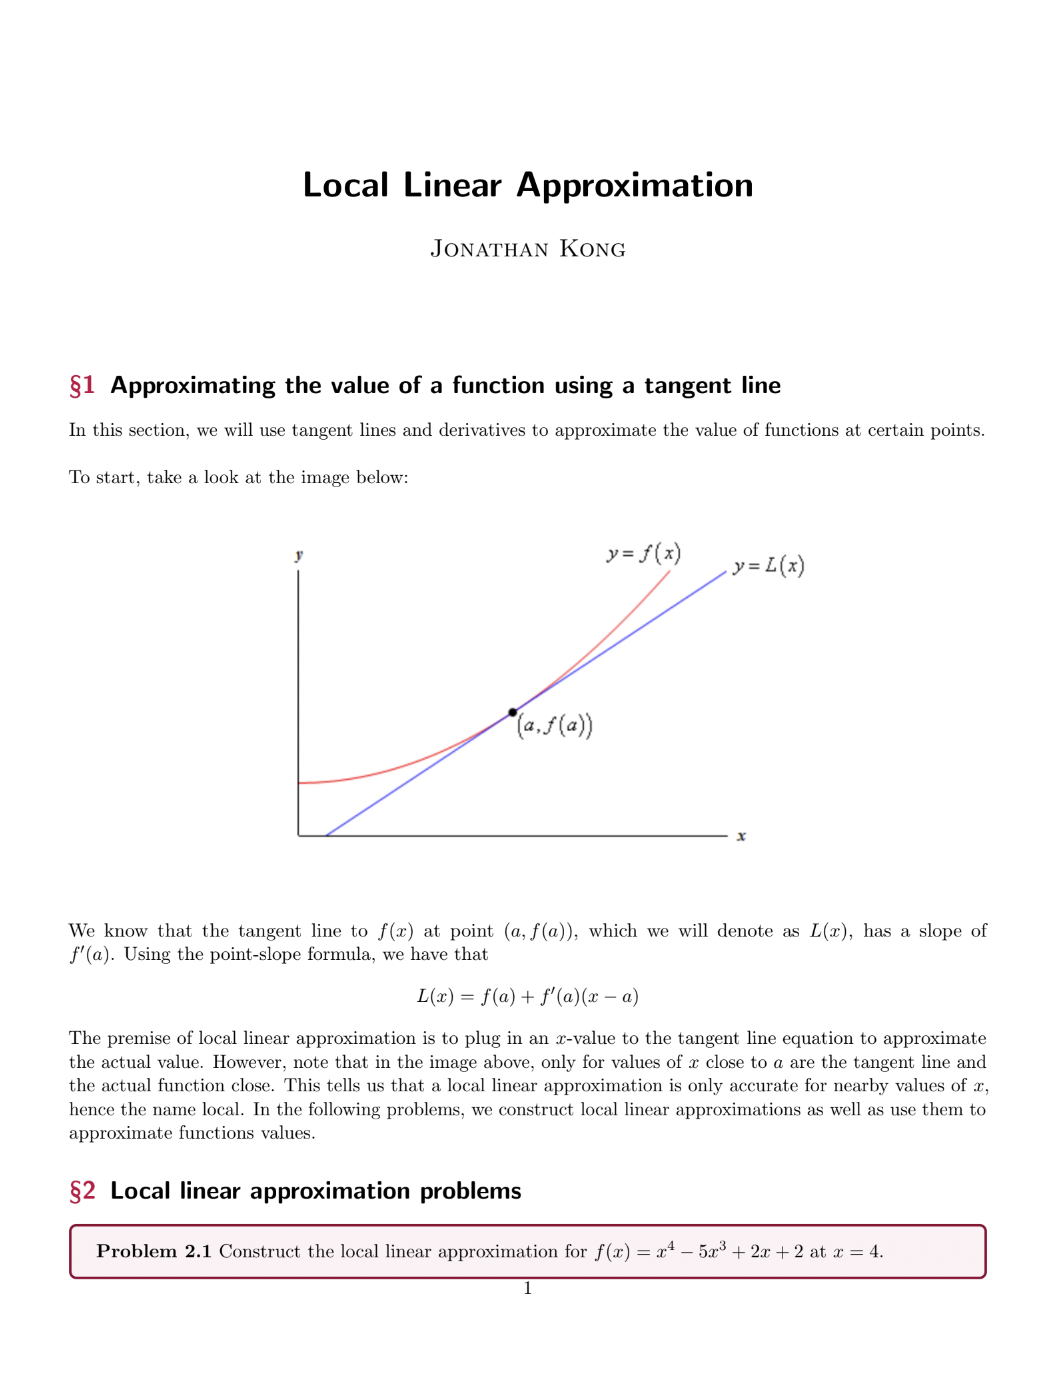 Local Linear Approximation
Jonathan Kong
§1 Approximating the value of a function using a tangent line
In this section, we will use tangent lines and derivatives to approximate the value of functions at certain points.
To start, take a look at the image below:
y
y = f(x)
y = L(x)
(a, f(a))
x
We know that the tangent line to f(x) at point (a, f(a)), which we will denote as L(x), has a slope of
f′(a). Using the point-slope formula, we have that
L(x) = f(a) + f′(a)(x − a)
The premise of local linear approximation is to plug in an x-value to the tangent line equation to approximate
the actual value. However, note that in the image above, only for values of x close to a are the tangent line and
the actual function close. This tells us that a local linear approximation is only accurate for nearby values of x,
hence the name local. In the following problems, we construct local linear approximations as well as use them to
approximate functions values.
§2 Local linear approximation problems
Problem 2.1 Construct the local linear approximation for f(x) = x⁴ − 5x³ + 2x + 2 at x = 4.
1